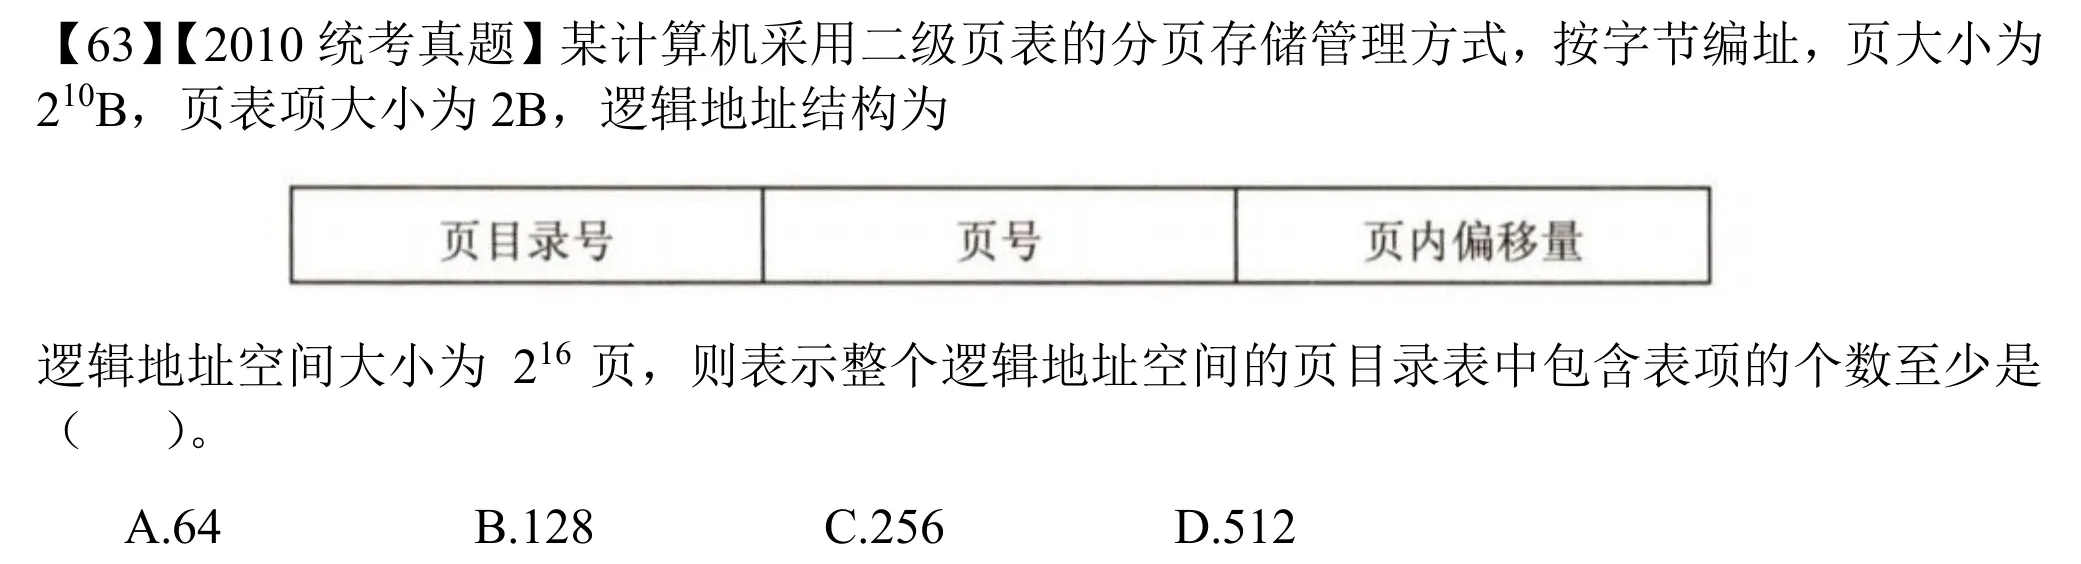 【63】【2010 统考真题】某计算机采用二级页表的分页存储管理方式，按字节编址，页大小为
2¹⁰B，页表项大小为 2B，逻辑地址结构为
页目录号 页号 页内偏移量
逻辑地址空间大小为 2¹⁶ 页，则表示整个逻辑地址空间的页目录表中包含表项的个数至少是
（ ）。
A.64 B.128 C.256 D.512